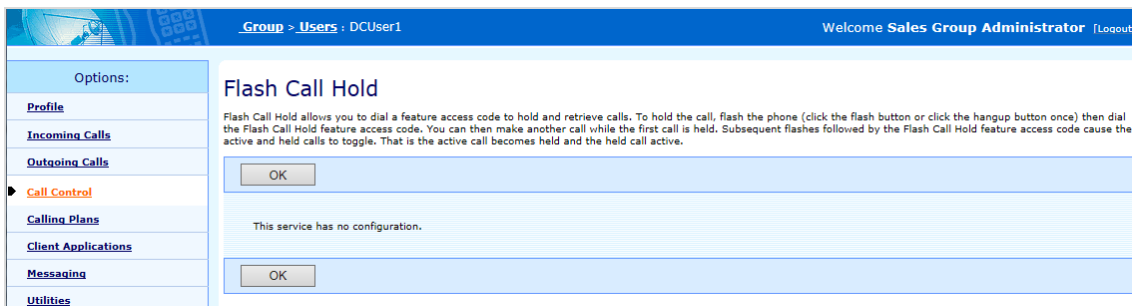 Group > Users : DCUser1
Welcome Sales Group Administrator [Logout
Options:
Profile
Incoming Calls
Outgoing Calls
Call Control
Calling Plans
Client Applications
Messaging
Utilities
Flash Call Hold
Flash Call Hold allows you to dial a feature access code to hold and retrieve calls. To hold the call, flash the phone (click the flash button or click the hangup button once) then dial
the Flash Call Hold feature access code. You can then make another call while the first call is held. Subsequent flashes followed by the Flash Call Hold feature access code cause the
active and held calls to toggle. That is the active call becomes held and the held call active.
OK
This service has no configuration.
OK